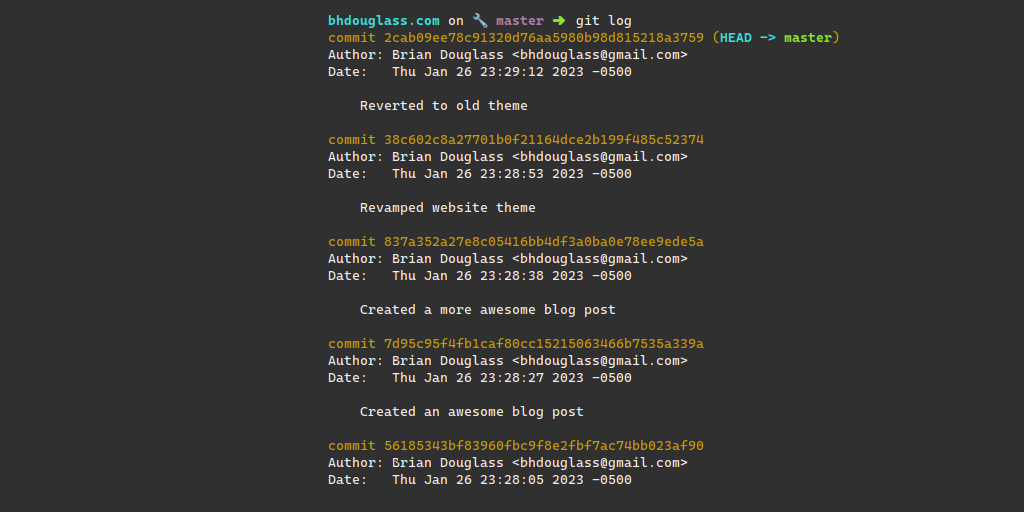 bhdouglass.com on 🔧 master ➜ git log
commit 2cab09ee78c91320d76aa5980b98d815218a3759 (HEAD -> master)
Author: Brian Douglass <bhdouglass@gmail.com>
Date:   Thu Jan 26 23:29:12 2023 -0500
Reverted to old theme
commit 38c602c8a27701b0f21164dce2b199f485c52374
Author: Brian Douglass <bhdouglass@gmail.com>
Date:   Thu Jan 26 23:28:53 2023 -0500
Revamped website theme
commit 837a352a27e8c05416bb4df3a0ba0e78ee9ede5a
Author: Brian Douglass <bhdouglass@gmail.com>
Date:   Thu Jan 26 23:28:38 2023 -0500
Created a more awesome blog post
commit 7d95c95f4fb1caf80cc15215063466b7535a339a
Author: Brian Douglass <bhdouglass@gmail.com>
Date:   Thu Jan 26 23:28:27 2023 -0500
Created an awesome blog post
commit 56185343bf83960fbc9f8e2fbf7ac74bb023af90
Author: Brian Douglass <bhdouglass@gmail.com>
Date:   Thu Jan 26 23:28:05 2023 -0500